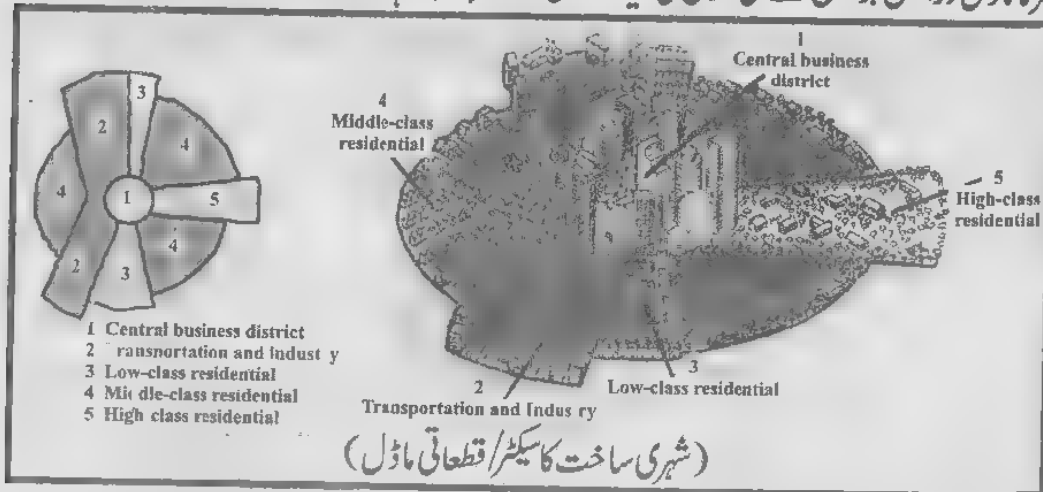 2
3
4
4
1
5
4
2
3
1 Central business district
2 ransnortation and Indust y
3 Low-class residential
4 Mid dle-class residential
5 High class residential
1
Central business
district
4
Middle-class
residential
5
High-class
residential
3
Low-class residential
2
Transportation and Indus ry
(شہری ساخت کا سیکٹر/قطعاتی ماڈل)